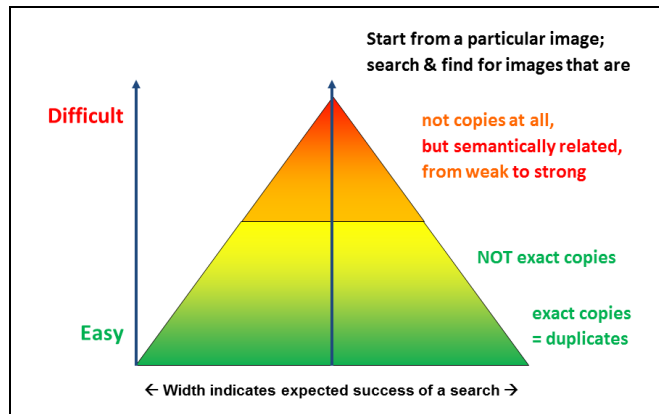 Start from a particular image;
search & find for images that are
Difficult
not copies at all,
but semantically related,
from weak to strong
NOT exact copies
exact copies
= duplicates
Easy
← Width indicates expected success of a search →